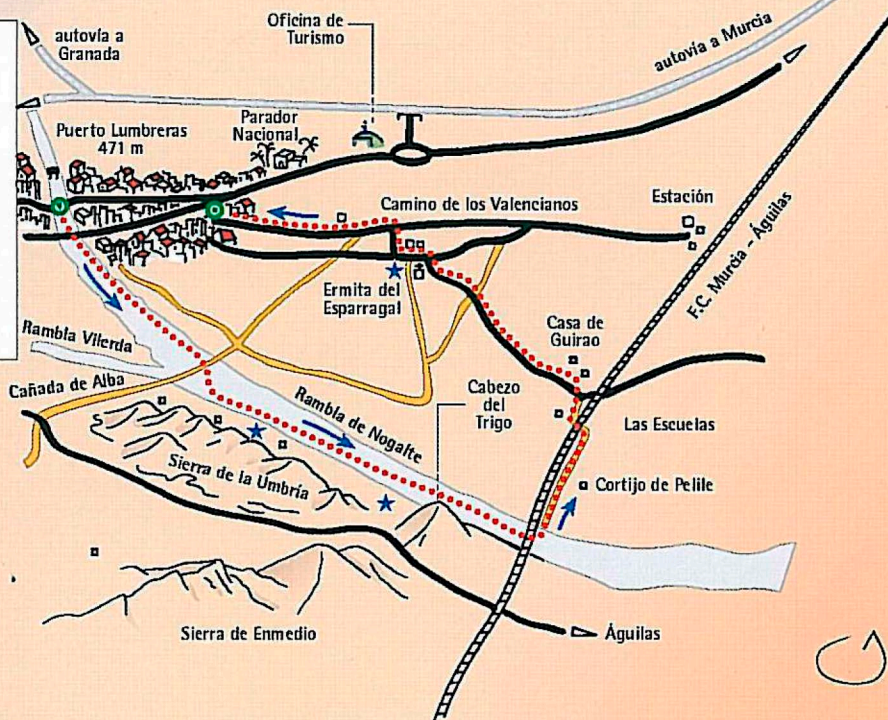 Oficina de
Turismo
autovía a
Granada
autovía a Murcia
Puerto Lumbreras
471 m
Parador
Nacional
Camino de los Valencianos
Estación
F.C. Murcia - Águilas
Ermita del
Esparragal
Casa de
Guirao
Rambla Vilerda
Cañada de Alba
Rambla de Nogalte
Cabezo
del
Trigo
Las Escuelas
Sierra de la Umbría
Cortijo de Pelile
Sierra de Enmedio
Águilas